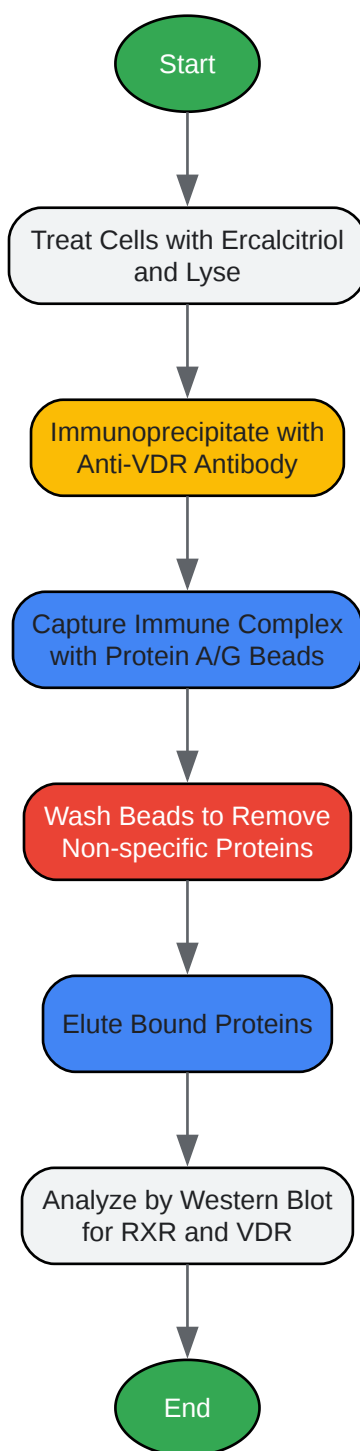 Start
Treat Cells with Ercalcitriol
and Lyse
Immunoprecipitate with
Anti-VDR Antibody
Capture Immune Complex
with Protein A/G Beads
Wash Beads to Remove
Non-specific Proteins
Elute Bound Proteins
Analyze by Western Blot
for RXR and VDR
End